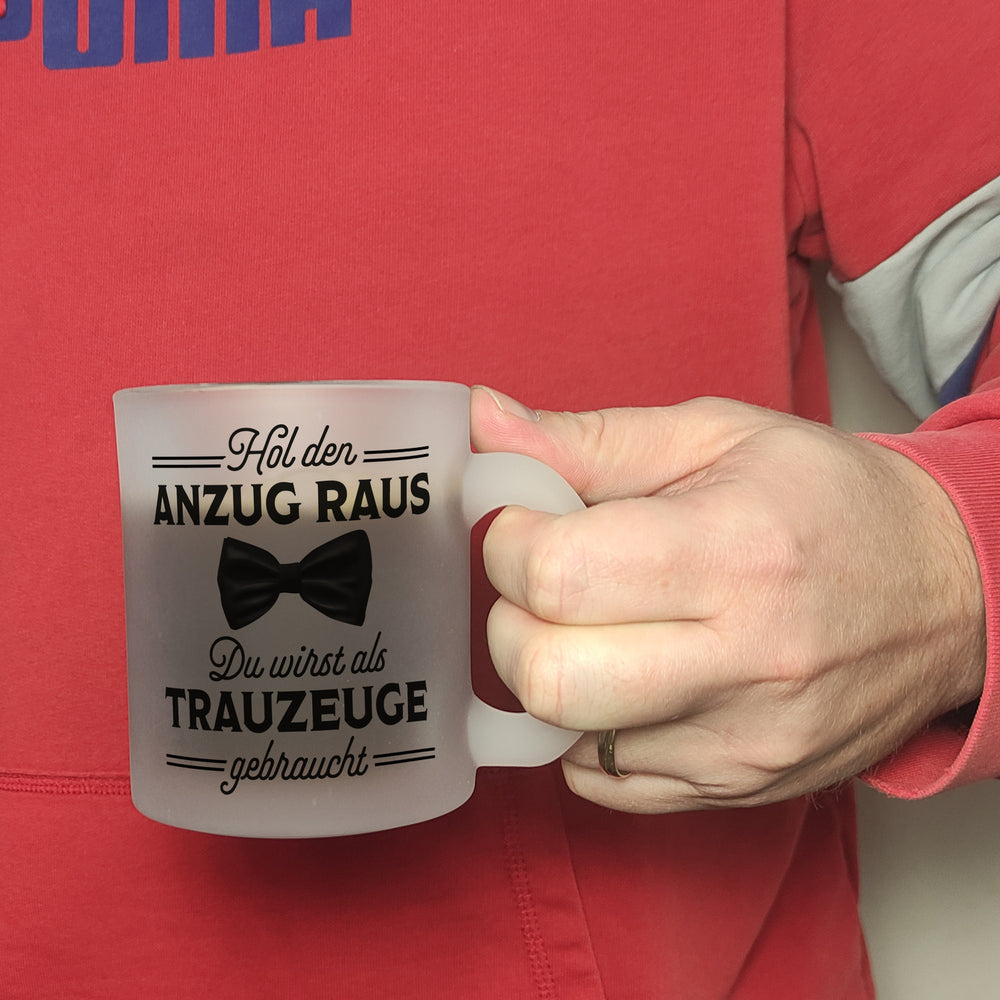 Hol den
ANZUG RAUS
Du wirst als
TRAUZEUGE
gebraucht